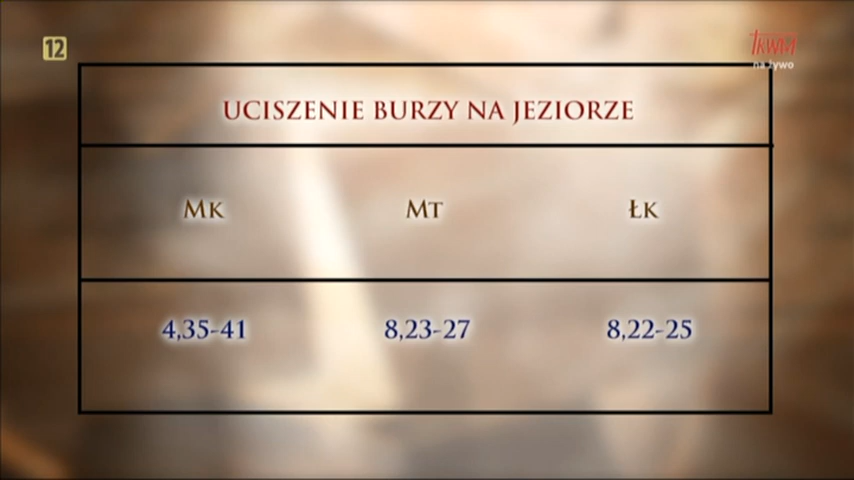 12
TRWAM
na żywo
UCISZENIE BURZY NA JEZIORZE
MK MT ŁK
4,35-41 8,23-27 8,22-25